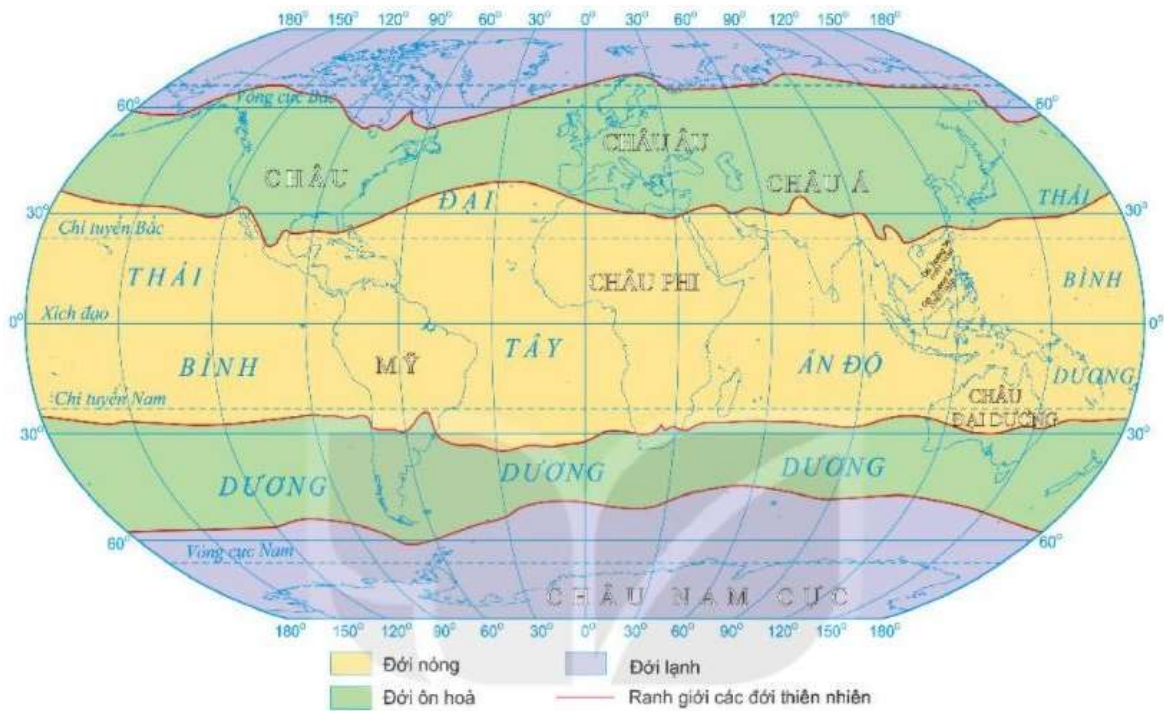 180° 150° 120° 90° 60° 30° 0° 30° 60° 90° 120° 150° 180°
Vòng cực Bắc
60° 60°
CHÂU ÂU
CHÂU CHÂU Á
ĐẠI THÁI
30° 30°
Chí tuyến Bắc
THÁI CHÂU PHI BÌNH
Xích đạo
0° 0°
BÌNH MỸ TÂY ẤN ĐỘ DƯƠNG
Chí tuyến Nam
CHÂU
ĐẠI DƯƠNG
30° 30°
DƯƠNG DƯƠNG DƯƠNG
60° 60°
Vòng cực Nam
CHÂU NAM CỰC
180° 150° 120° 90° 60° 30° 0° 30° 60° 90° 120° 150° 180°
Đới nóng Đới lạnh
Đới ôn hoà Ranh giới các đới thiên nhiên